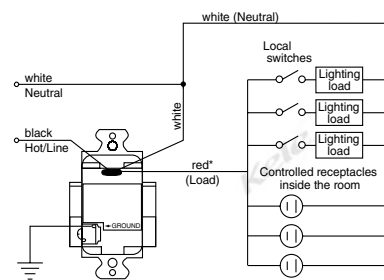 white (Neutral)
Local
switches
Lighting
load
white
Neutral
white
Lighting
load
black
Hot/Line
Lighting
load
red*
(Load)
Controlled receptacles
inside the room
Kele
GROUND